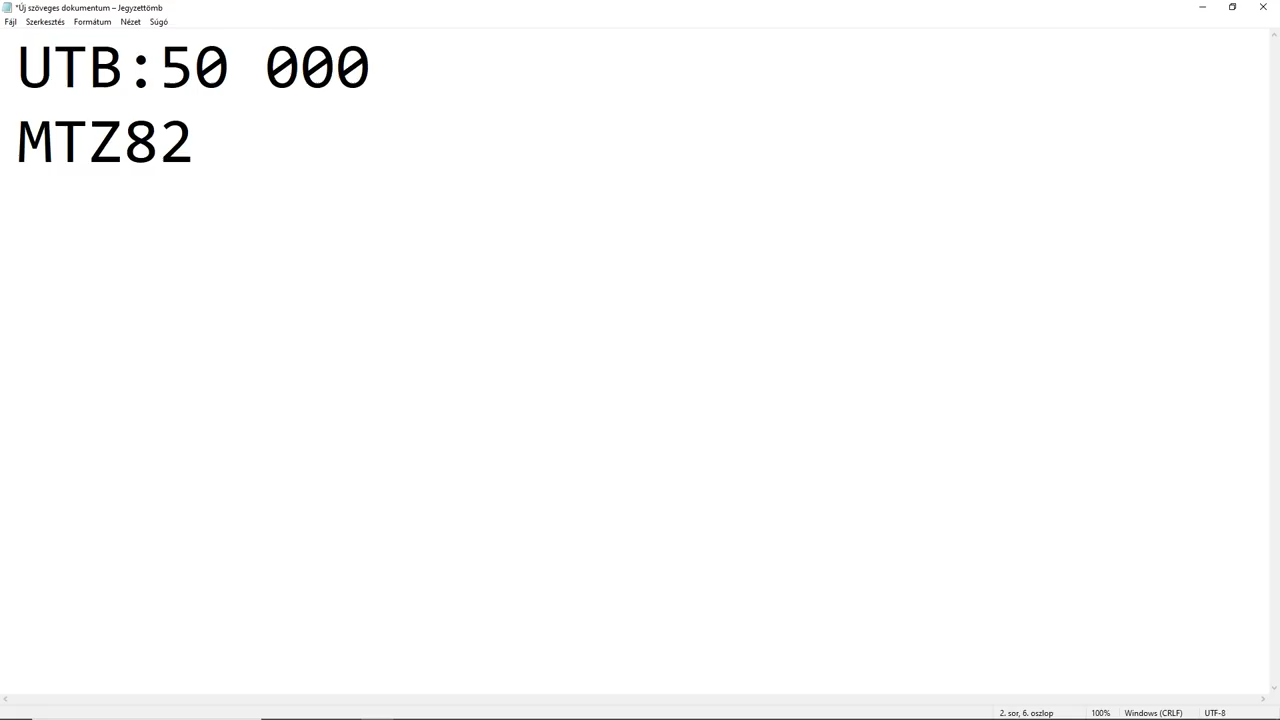 *Új szöveges dokumentum – Jegyzettömb
Fájl Szerkesztés Formátum Nézet Súgó
UTB:50 000
MTZ82
2. sor, 6. oszlop 100% Windows (CRLF) UTF-8